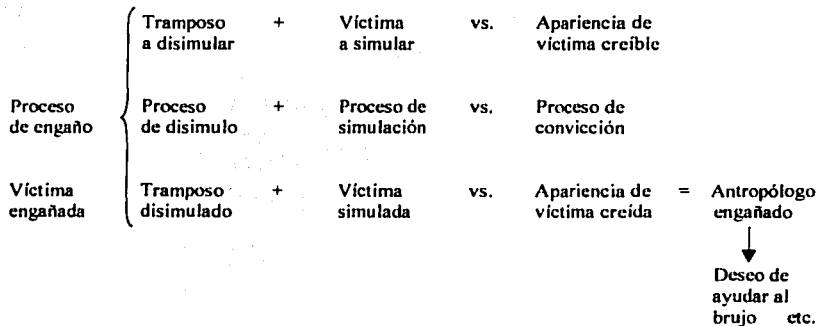 Tramposo + Víctima vs. Apariencia de
a disimular a simular víctima creíble
Proceso Proceso + Proceso de vs. Proceso de
de engaño de disimulo simulación convicción
Víctima Tramposo + Víctima vs. Apariencia de = Antropólogo
engañada disimulado simulada víctima creída engañado
Deseo de
ayudar al
brujo etc.